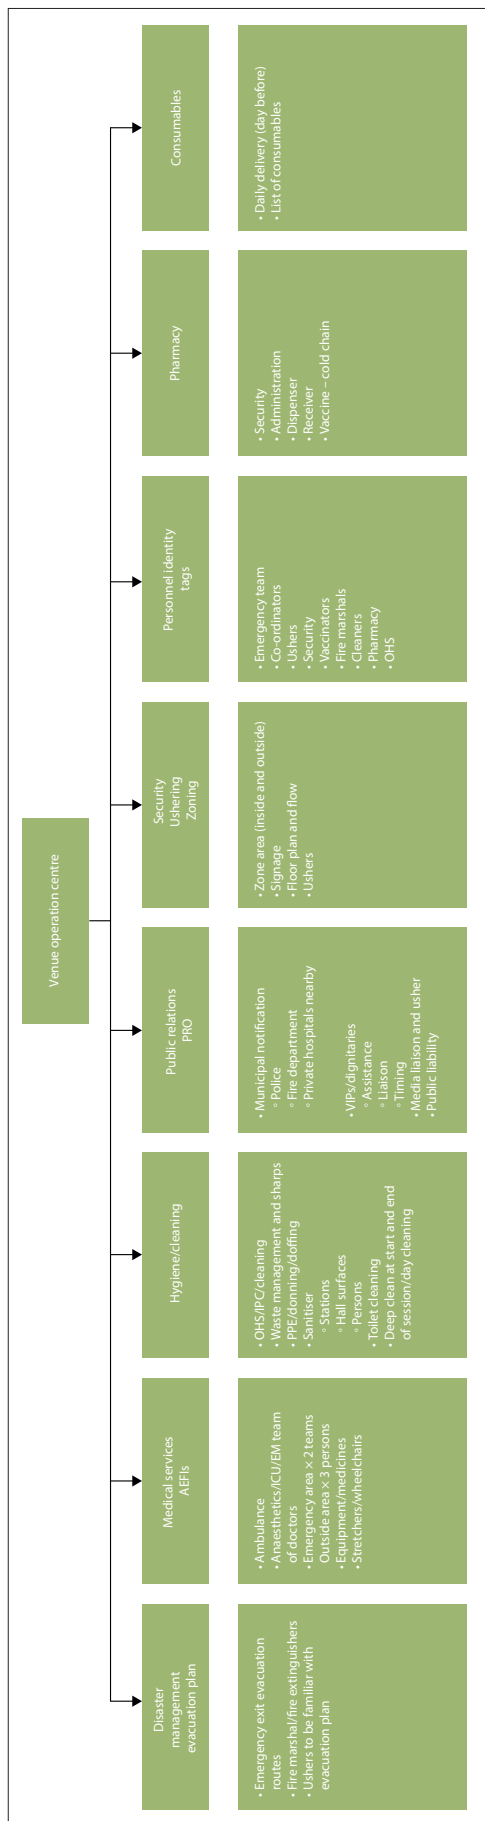 Venue operation centre
Disaster
management
evacuation plan
• Emergency exit evacuation
routes
• Fire marshal/fire extinguishers
• Ushers to be familiar with
evacuation plan
Medical services
AEFIs
• Ambulance
• Anaesthetics/ICU/EM team
of doctors
• Emergency area × 2 teams
Outside area × 3 persons
• Equipment/medicines
• Stretchers/wheelchairs
Hygiene/cleaning
• OHS/IPC/cleaning
• Waste management and sharps
• PPE/donning/doffing
• Sanitiser
◦ Stations
◦ Hall surfaces
◦ Persons
• Toilet cleaning
• Deep clean at start and end
of session/day cleaning
Public relations
PRO
• Municipal notification
◦ Police
◦ Fire department
◦ Private hospitals nearby
• VIPs/dignitaries
◦ Assistance
◦ Liaison
◦ Timing
• Media liaison and usher
• Public liability
Security
Ushering
Zoning
• Zone area (inside and outside)
• Signage
• Floor plan and flow
• Ushers
Personnel identity
tags
• Emergency team
• Co-ordinators
• Ushers
• Security
• Vaccinators
• Fire marshals
• Cleaners
• Pharmacy
• OHS
Pharmacy
• Security
• Administration
• Dispenser
• Receiver
• Vaccine – cold chain
Consumables
• Daily delivery (day before)
• List of consumables